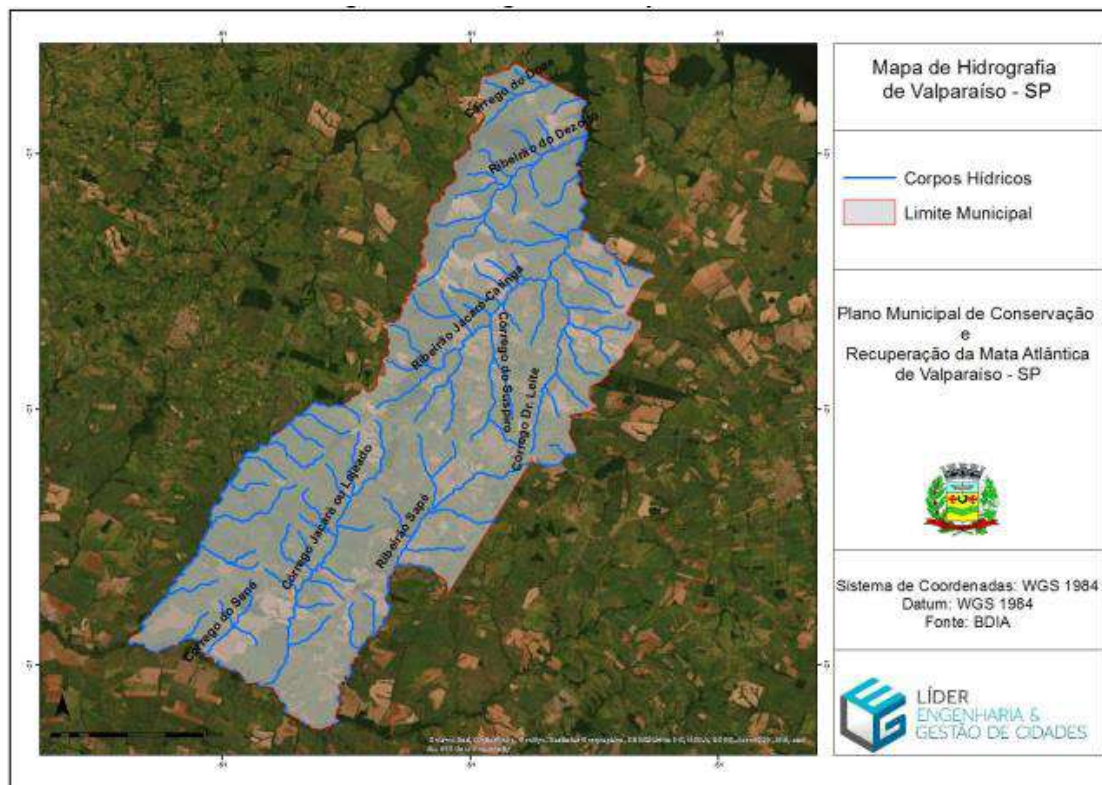 Mapa de Hidrografia
de Valparaíso - SP
Corpos Hídricos
Limite Municipal
Plano Municipal de Conservação
e
Recuperação da Mata Atlântica
de Valparaíso - SP
Sistema de Coordenadas: WGS 1984
Datum: WGS 1984
Fonte: BDIA
LÍDER
ENGENHARIA &
GESTÃO DE CIDADES
Córrego do Doze
Ribeirão do Dezoito
Ribeirão Jacaré-Catinga
Córrego do Suspiro
Córrego Dr. Leite
Córrego Jacaré ou Lajeado
Ribeirão Sapé
Córrego do Sapé